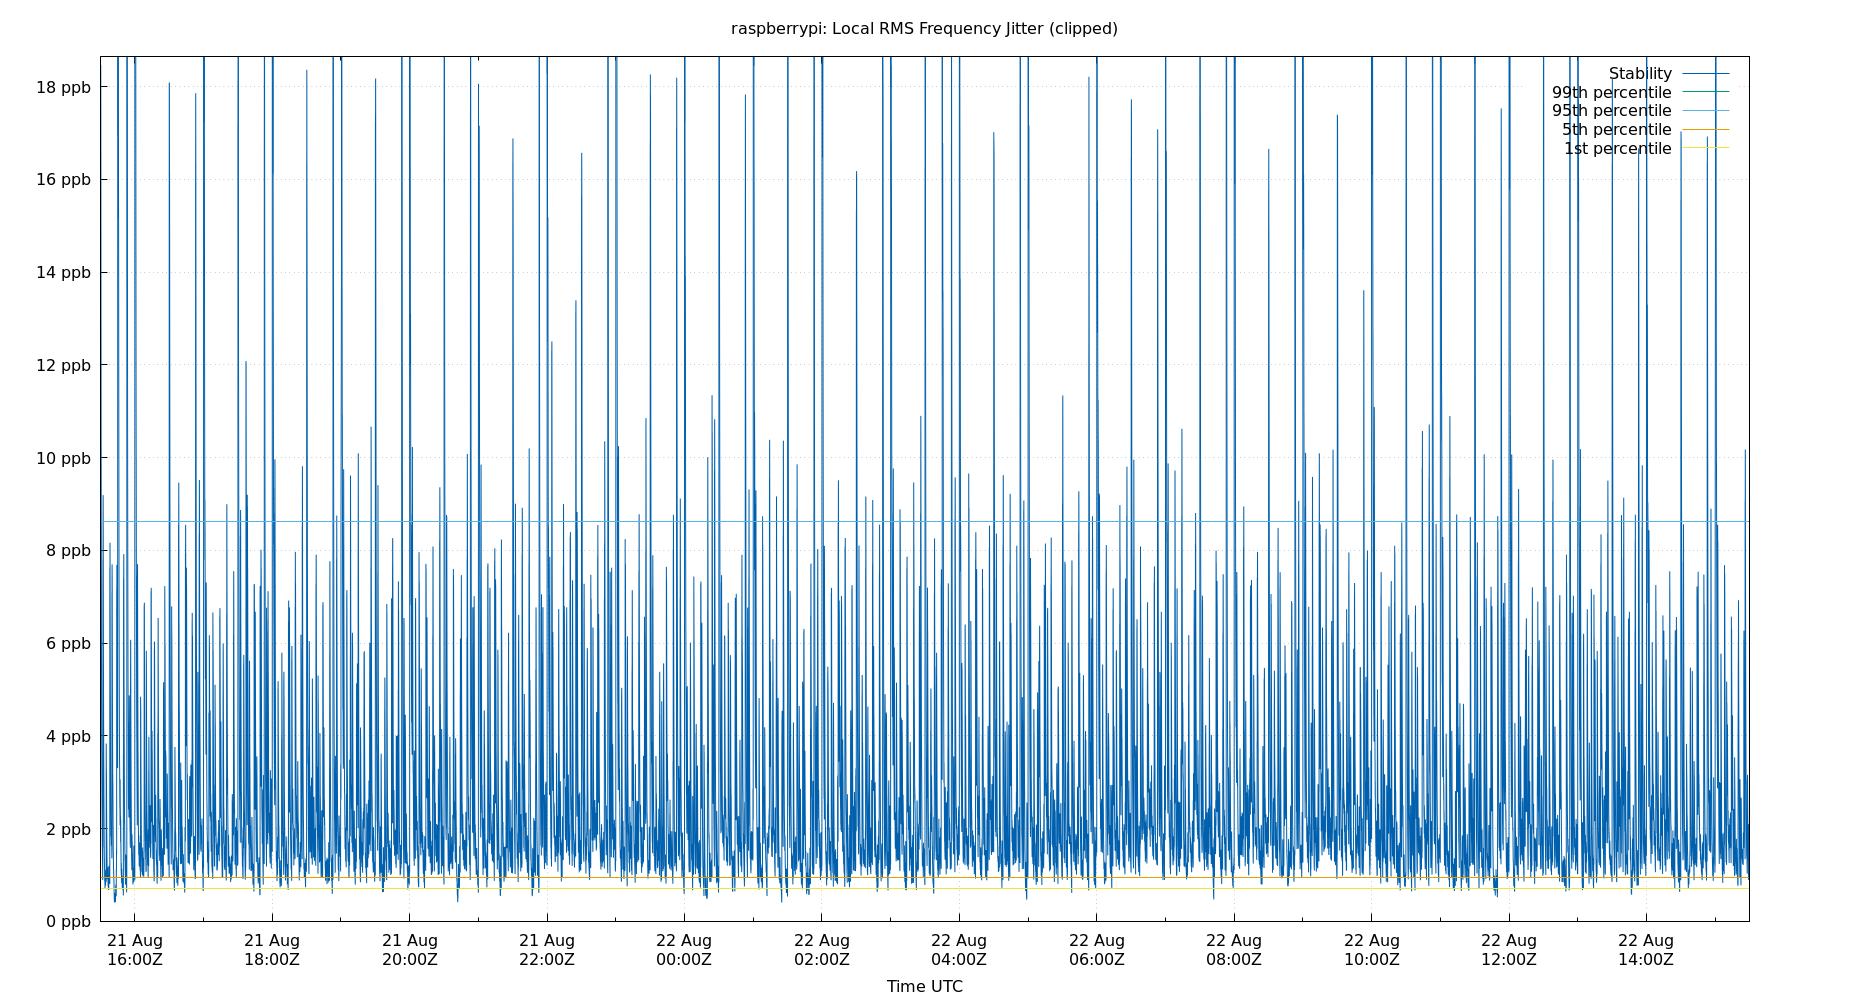 raspberrypi: Local RMS Frequency Jitter (clipped)
18 ppb
16 ppb
14 ppb
12 ppb
10 ppb
8 ppb
6 ppb
4 ppb
2 ppb
0 ppb
Stability
99th percentile
95th percentile
5th percentile
1st percentile
21 Aug 21 Aug 21 Aug 21 Aug 22 Aug 22 Aug 22 Aug 22 Aug 22 Aug 22 Aug 22 Aug 22 Aug
16:00Z 18:00Z 20:00Z 22:00Z 00:00Z 02:00Z 04:00Z 06:00Z 08:00Z 10:00Z 12:00Z 14:00Z
Time UTC